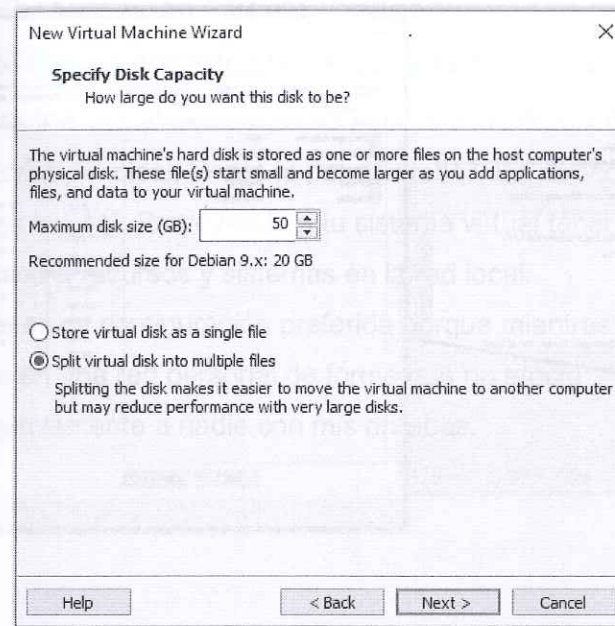 New Virtual Machine Wizard
Specify Disk Capacity
How large do you want this disk to be?
The virtual machine's hard disk is stored as one or more files on the host computer's
physical disk. These file(s) start small and become larger as you add applications,
files, and data to your virtual machine.
Maximum disk size (GB): 50
Recommended size for Debian 9.x: 20 GB
Store virtual disk as a single file
Split virtual disk into multiple files
Splitting the disk makes it easier to move the virtual machine to another computer
but may reduce performance with very large disks.
Help < Back Next > Cancel